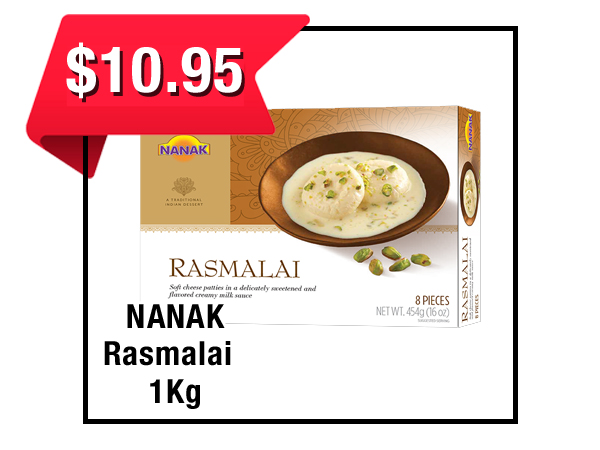 $10.95
NANAK
NANAK
A TRADITIONAL
INDIAN DESSERT
RASMALAI
Soft cheese patties in a delicately sweetened and
flavored creamy milk sauce
8 PIECES
NET WT. 454g (16 oz)
RASMALAI
8 PIECES
NANAK
Rasmalai
1Kg